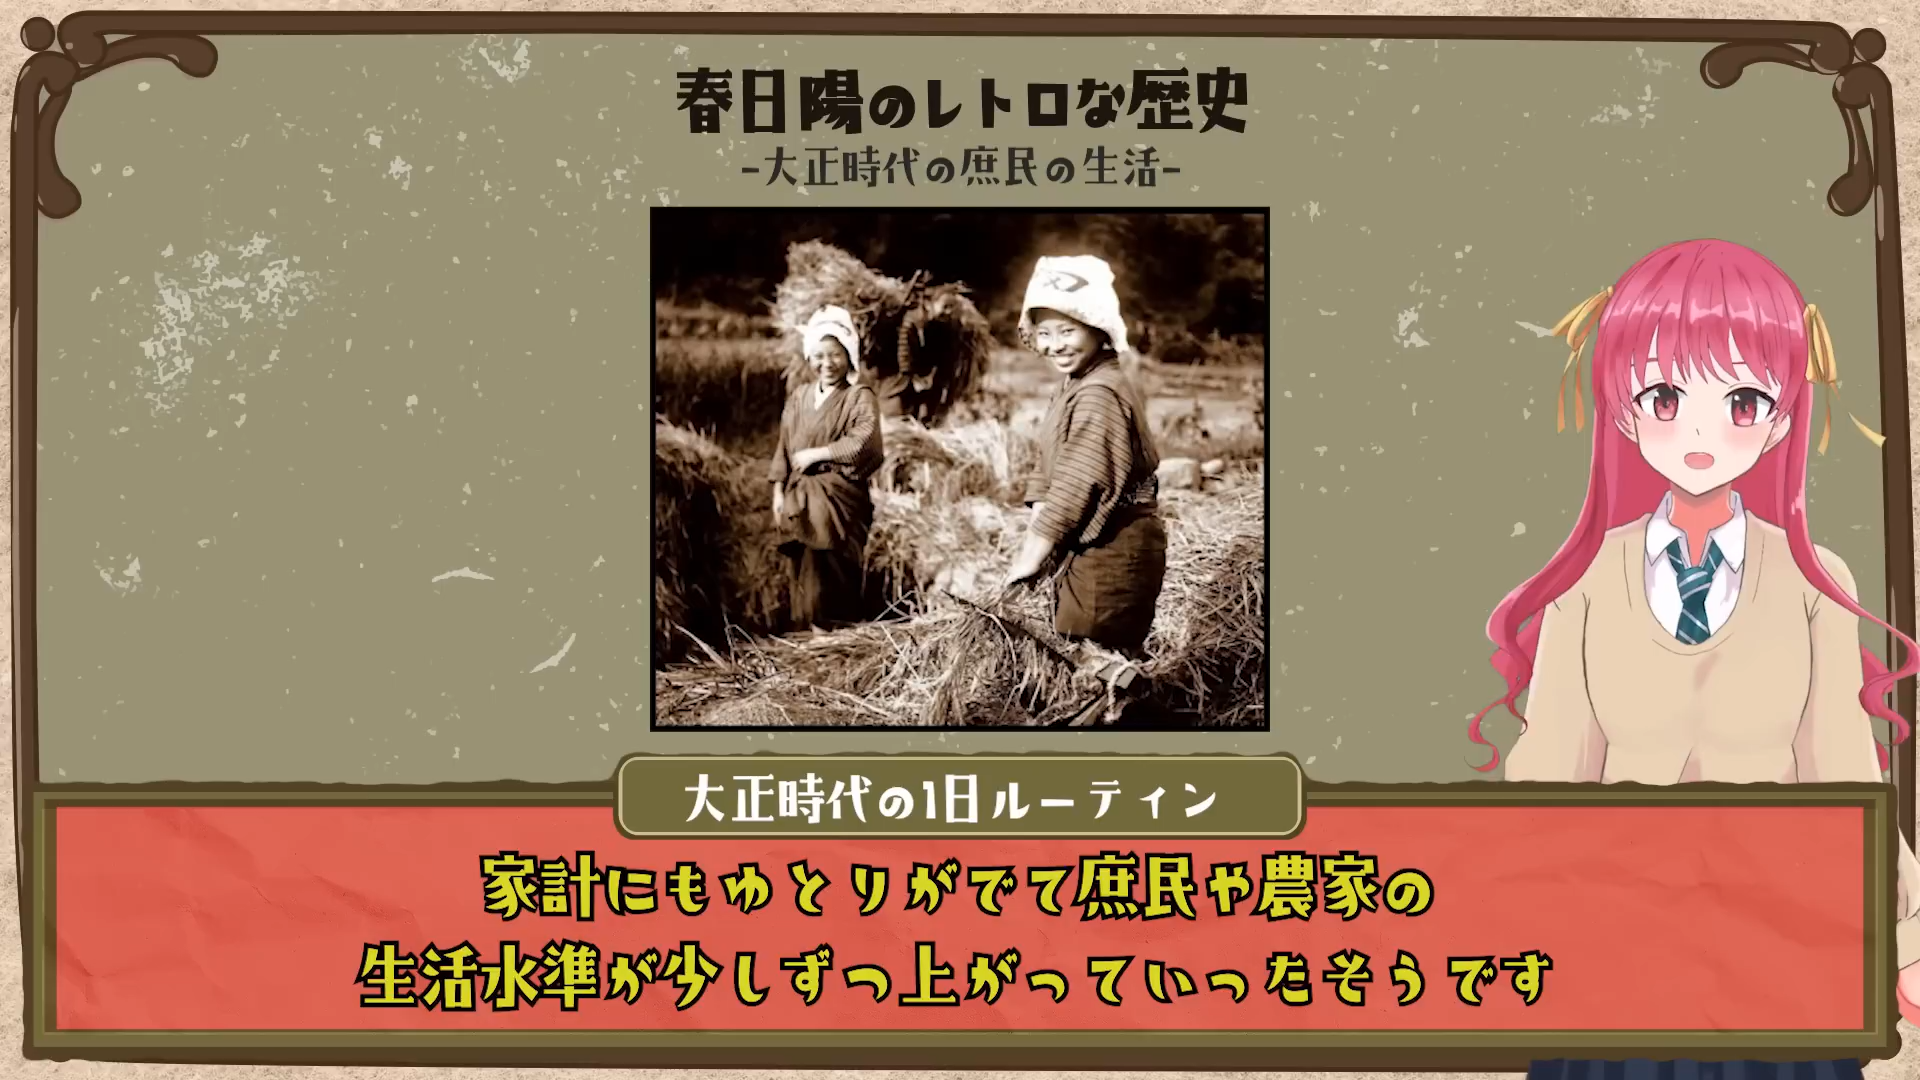 春日陽のレトロな歴史
-大正時代の庶民の生活-
大正時代の1日ルーティン
家計にもゆとりがでて庶民や農家の
生活水準が少しずつ上がっていったそうです